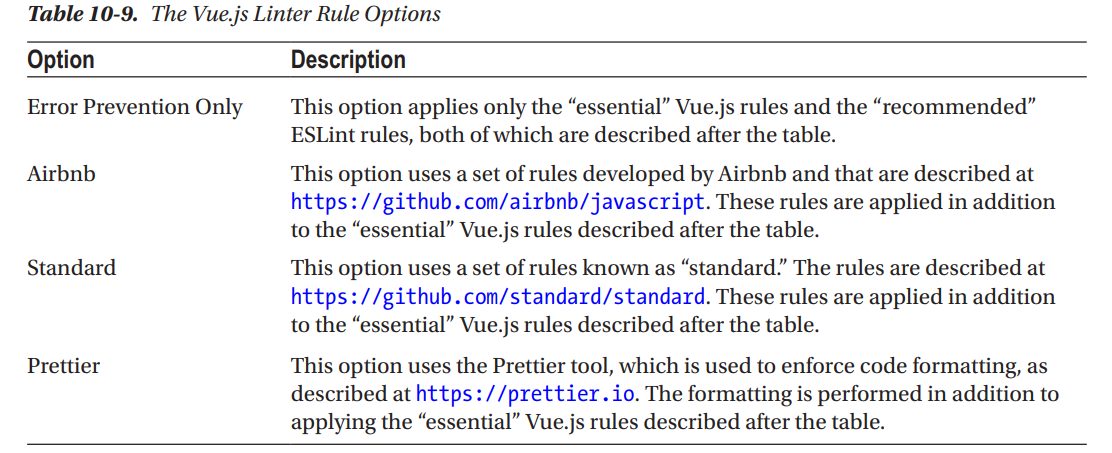 Table 10-9. The Vue.js Linter Rule Options
Option Description
Error Prevention Only This option applies only the “essential” Vue.js rules and the “recommended”
ESLint rules, both of which are described after the table.
Airbnb This option uses a set of rules developed by Airbnb and that are described at
https://github.com/airbnb/javascript. These rules are applied in addition
to the “essential” Vue.js rules described after the table.
Standard This option uses a set of rules known as “standard.” The rules are described at
https://github.com/standard/standard. These rules are applied in addition
to the “essential” Vue.js rules described after the table.
Prettier This option uses the Prettier tool, which is used to enforce code formatting, as
described at https://prettier.io. The formatting is performed in addition to
applying the “essential” Vue.js rules described after the table.